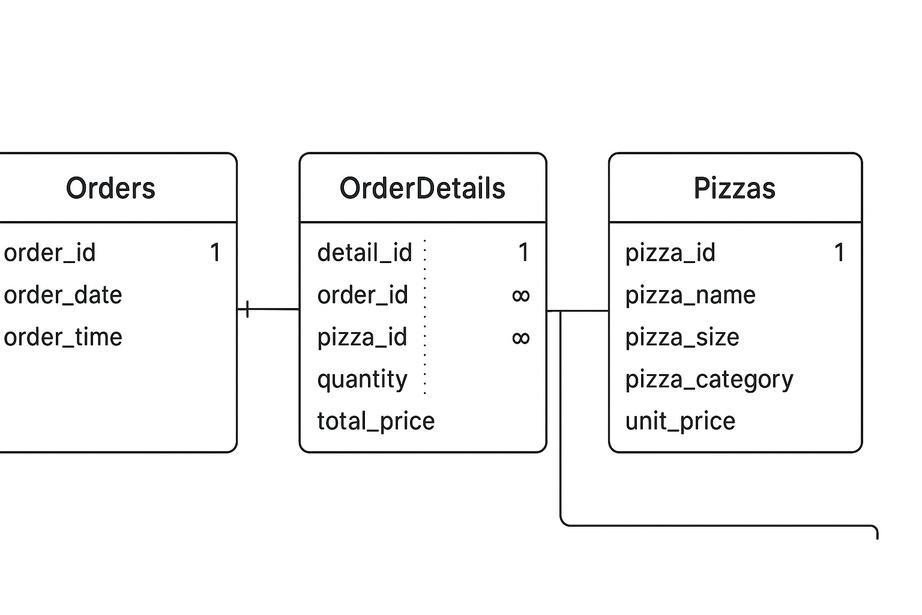 Orders
order_id 1
order_date
order_time
OrderDetails
detail_id 1
order_id ∞
pizza_id ∞
quantity
total_price
Pizzas
pizza_id 1
pizza_name
pizza_size
pizza_category
unit_price